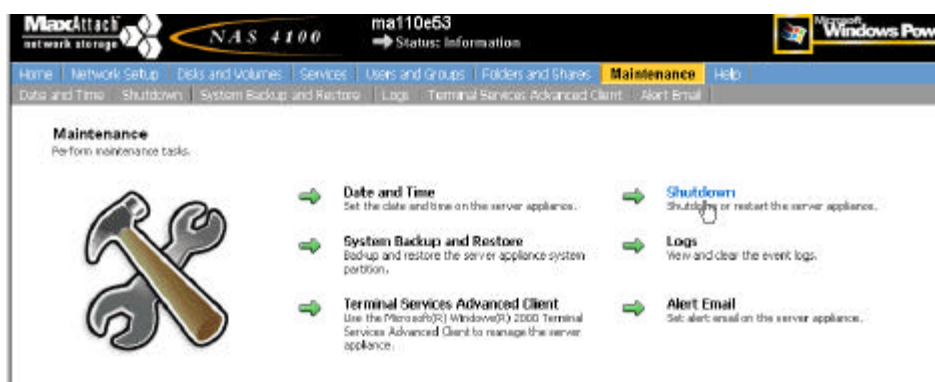 MaxAttach
network storage
NAS 4100
ma110e53
Status: Information
Microsoft
Windows Pow
Home Network Setup Disks and Volumes Services Users and Groups Folders and Shares Maintenance Help
Date and Time Shutdown System Backup and Restore Logs Terminal Services Advanced Client Alert Email
Maintenance
Perform maintenance tasks.
Date and Time
Set the date and time on the server appliance.
Shutdown
Shutdown or restart the server appliance.
System Backup and Restore
Backup and restore the server appliance system
partition.
Logs
View and clear the event logs.
Terminal Services Advanced Client
Use the Microsoft(R) Windows(R) 2000 Terminal
Services Advanced Client to manage the server
appliance.
Alert Email
Set alert email on the server appliance.